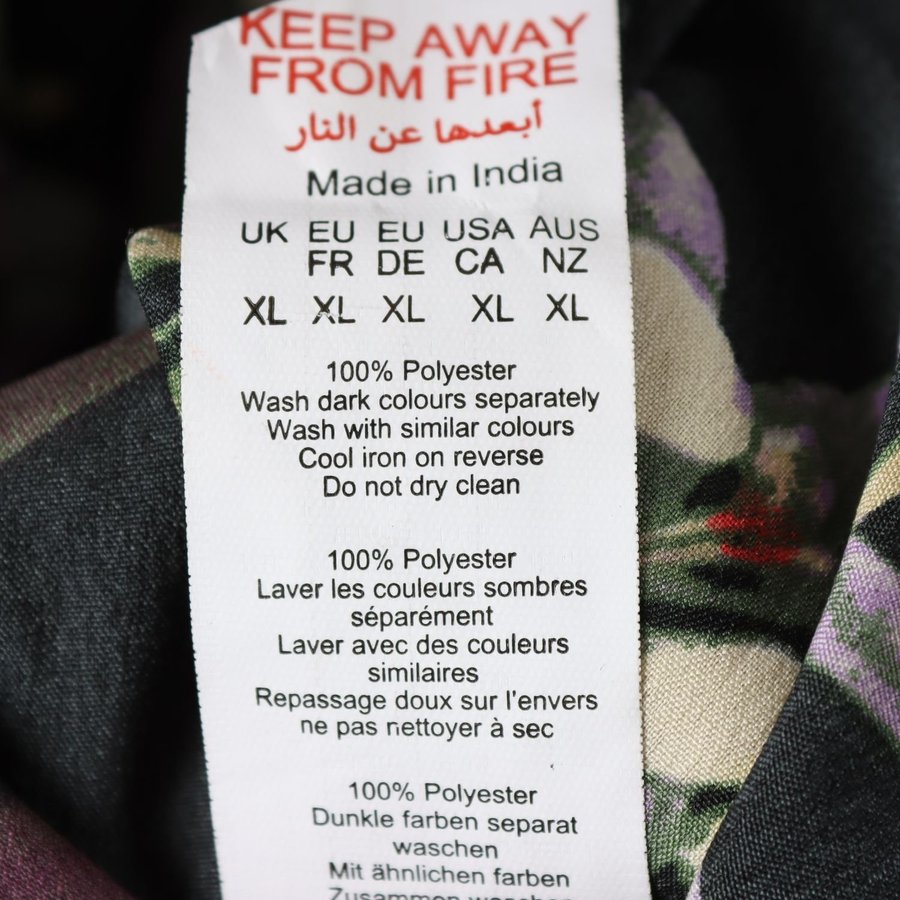 KEEP AWAY
FROM FIRE
أبعدها عن النار
Made in India
UK EU EU USA AUS
FR DE CA NZ
XL XL XL XL XL
100% Polyester
Wash dark colours separately
Wash with similar colours
Cool iron on reverse
Do not dry clean
100% Polyester
Laver les couleurs sombres
séparément
Laver avec des couleurs
similaires
Repassage doux sur l'envers
ne pas nettoyer à sec
100% Polyester
Dunkle farben separat
waschen
Mit ähnlichen farben
Zusammen waschen